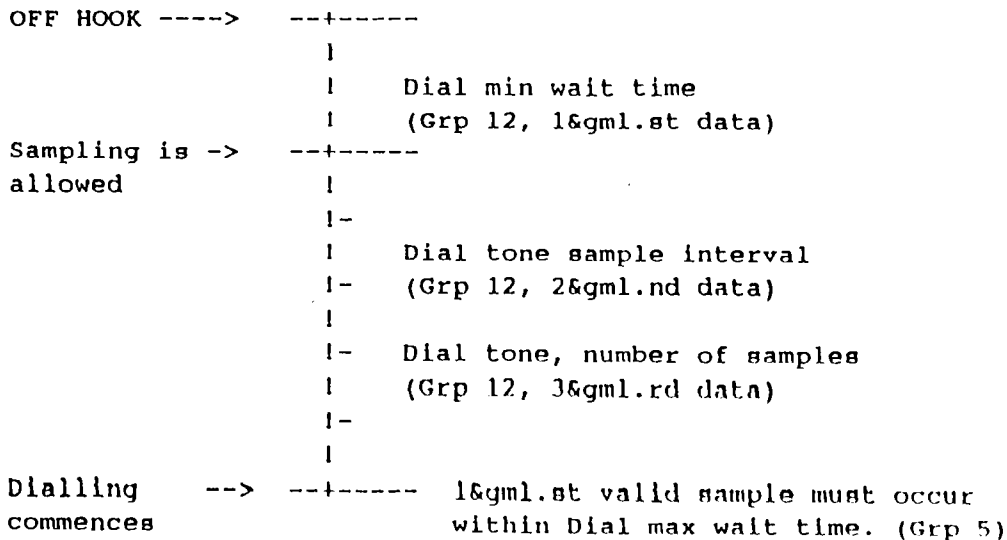 OFF HOOK ----> --+-----
Dial min wait time
(Grp 12, 1&gml.st data)
Sampling is -> --+-----
allowed
Dial tone sample interval
(Grp 12, 2&gml.nd data)
Dial tone, number of samples
(Grp 12, 3&gml.rd data)
Dialling --> --+----- 1&gml.st valid sample must occur
commences within Dial max wait time. (Grp 5)